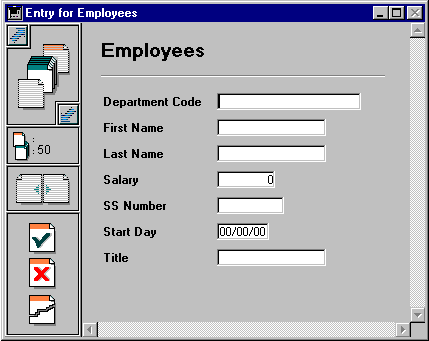 Entry for Employees
Employees
: 
: 50
Department Code
First Name
Last Name
Salary 0
SS Number
Start Day 00/00/00
Title